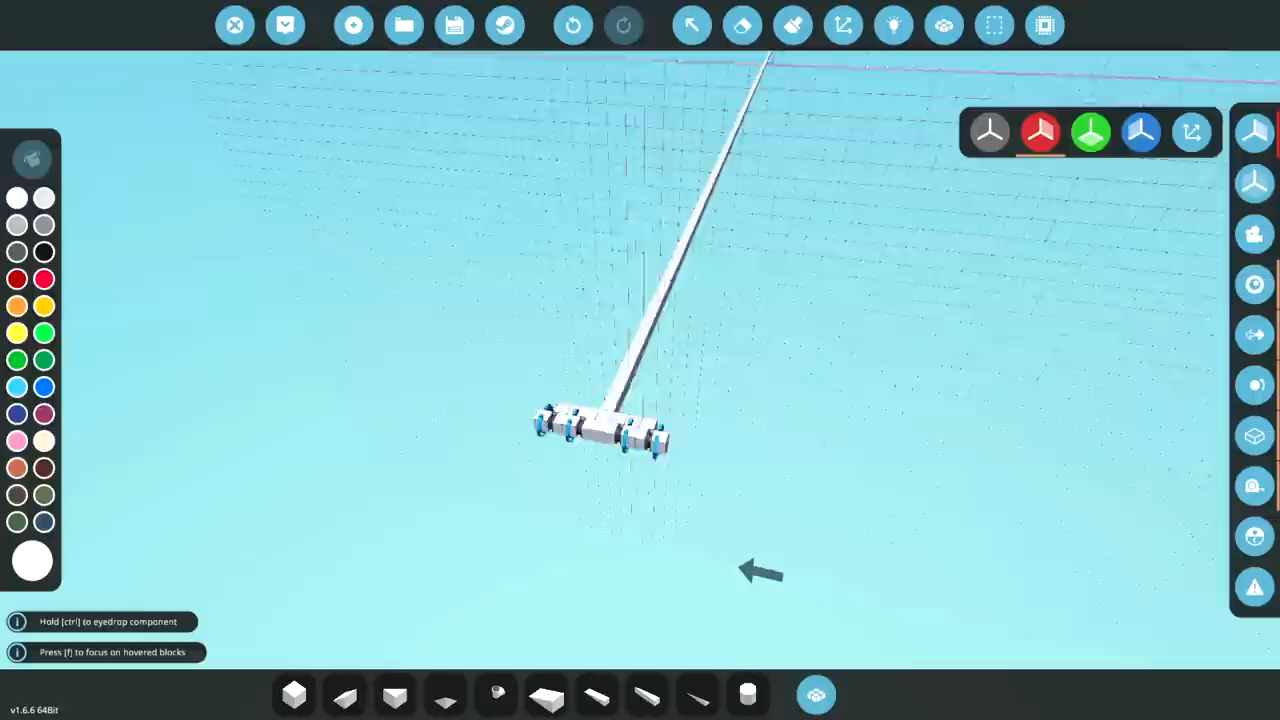 Hold [ctrl] to eyedrop component
Press [f] to focus on hovered blocks
v1.6.6 64Bit